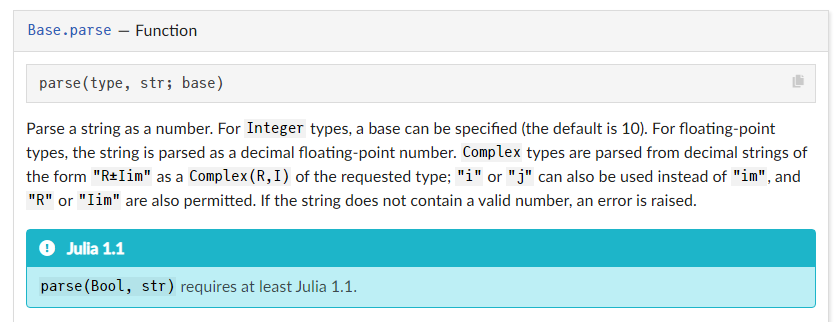 Base.parse — Function
parse(type, str; base)
Parse a string as a number. For Integer types, a base can be specified (the default is 10). For floating-point
types, the string is parsed as a decimal floating-point number. Complex types are parsed from decimal strings of
the form "R±Iim" as a Complex(R,I) of the requested type; "i" or "j" can also be used instead of "im", and
"R" or "Iim" are also permitted. If the string does not contain a valid number, an error is raised.
Julia 1.1
parse(Bool, str) requires at least Julia 1.1.